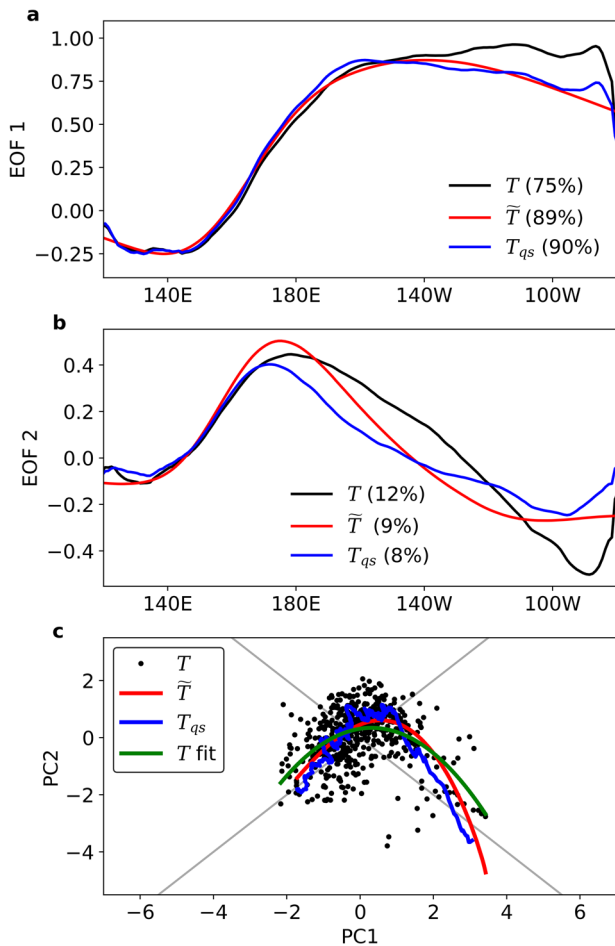 a
1.00
0.75
0.50
0.25
0.00
−0.25
EOF 1
T (75%)
T̃ (89%)
Tqs (90%)
140E 180E 140W 100W
b
0.4
0.2
0.0
−0.2
−0.4
EOF 2
T (12%)
T̃ (9%)
Tqs (8%)
140E 180E 140W 100W
c
2
0
−2
−4
PC2
T
T̃
Tqs
T fit
−6 −4 −2 0 2 4 6
PC1